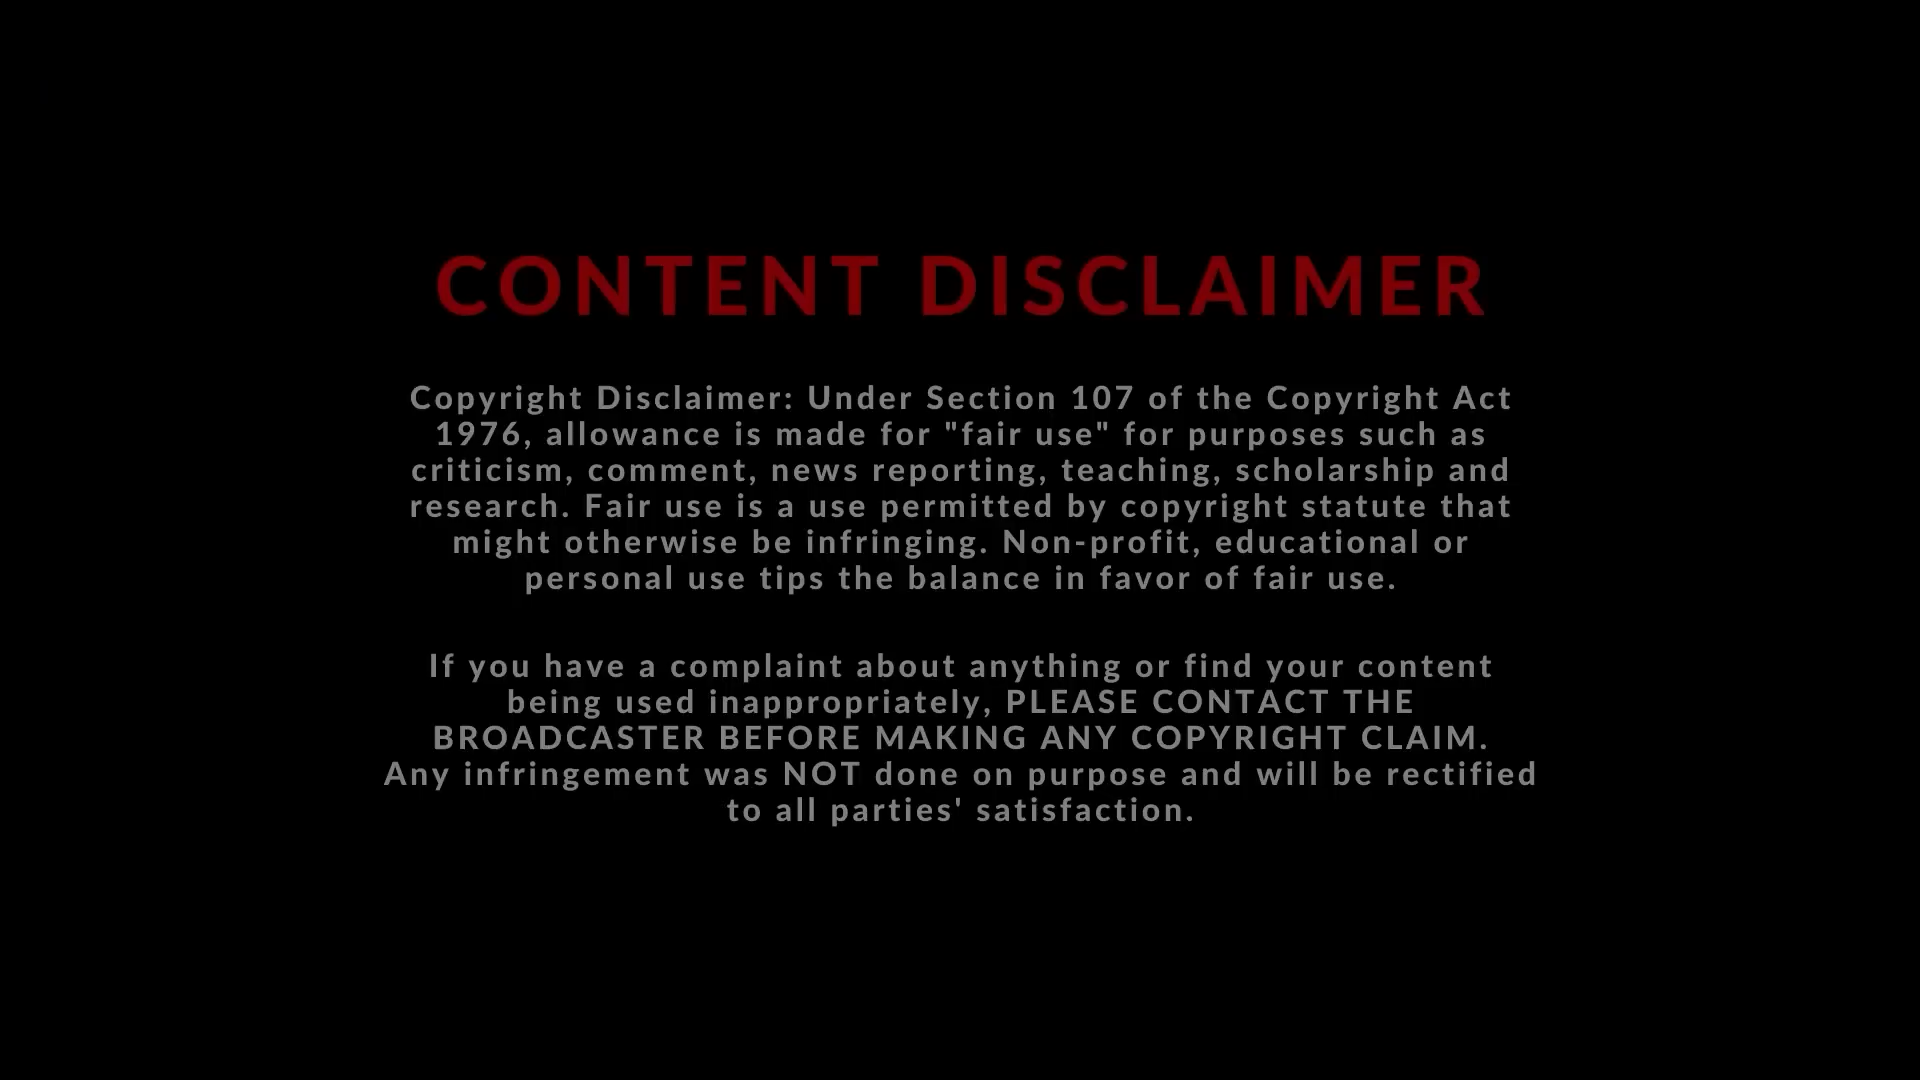 CONTENT DISCLAIMER
Copyright Disclaimer: Under Section 107 of the Copyright Act
1976, allowance is made for "fair use" for purposes such as
criticism, comment, news reporting, teaching, scholarship and
research. Fair use is a use permitted by copyright statute that
might otherwise be infringing. Non-profit, educational or
personal use tips the balance in favor of fair use.
If you have a complaint about anything or find your content
being used inappropriately, PLEASE CONTACT THE
BROADCASTER BEFORE MAKING ANY COPYRIGHT CLAIM.
Any infringement was NOT done on purpose and will be rectified
to all parties' satisfaction.